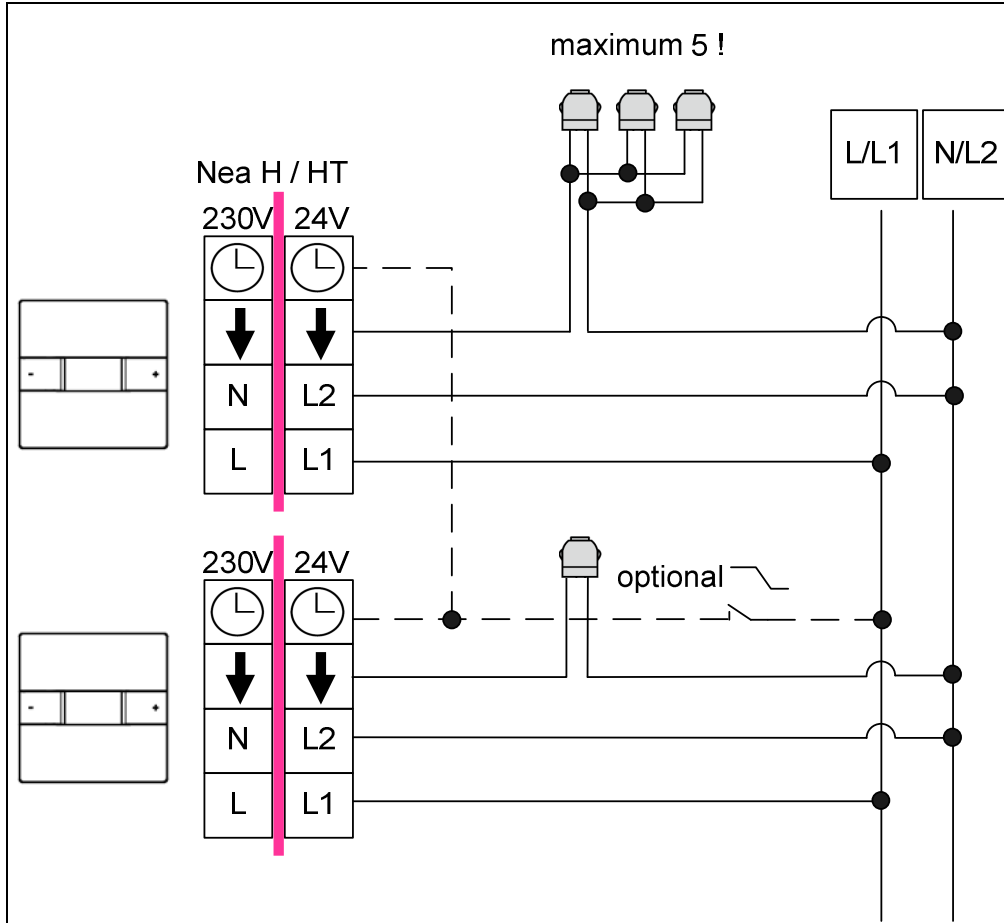 maximum 5 !
L/L1 N/L2
Nea H / HT
230V 24V
- +
N L2
L L1
230V 24V
optional
- +
N L2
L L1